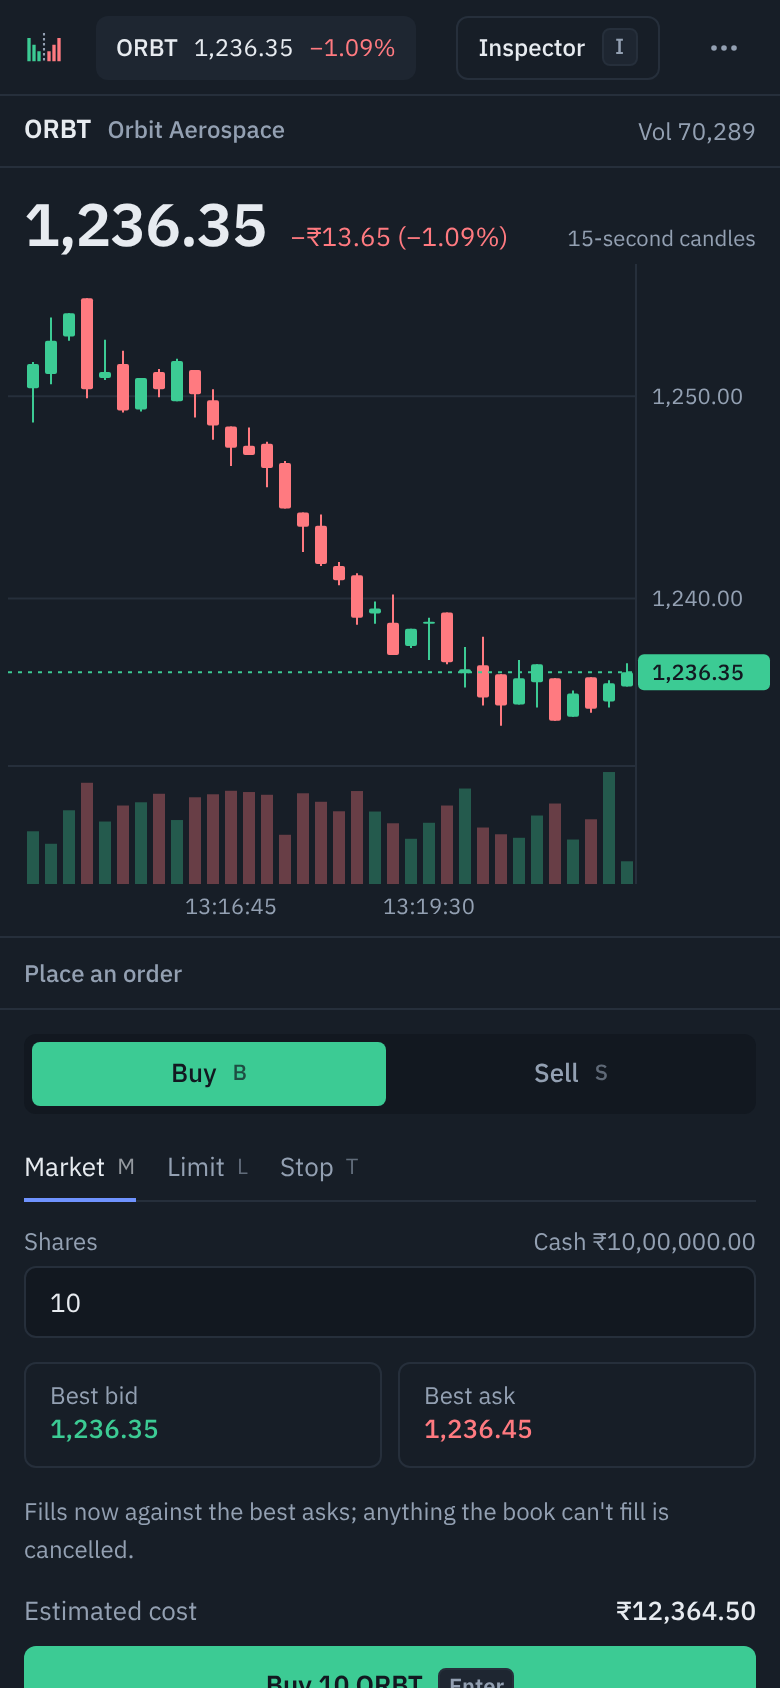 ORBT 1,236.35 −1.09% Inspector I
ORBT Orbit Aerospace Vol 70,289
1,236.35 −₹13.65 (−1.09%) 15-second candles
1,250.00
1,240.00
1,236.35
13:16:45 13:19:30
Place an order
Buy B Sell S
Market M Limit L Stop T
Shares Cash ₹10,00,000.00
10
Best bid Best ask
1,236.35 1,236.45
Fills now against the best asks; anything the book can't fill is
cancelled.
Estimated cost ₹12,364.50
Buy 10 ORBT Enter